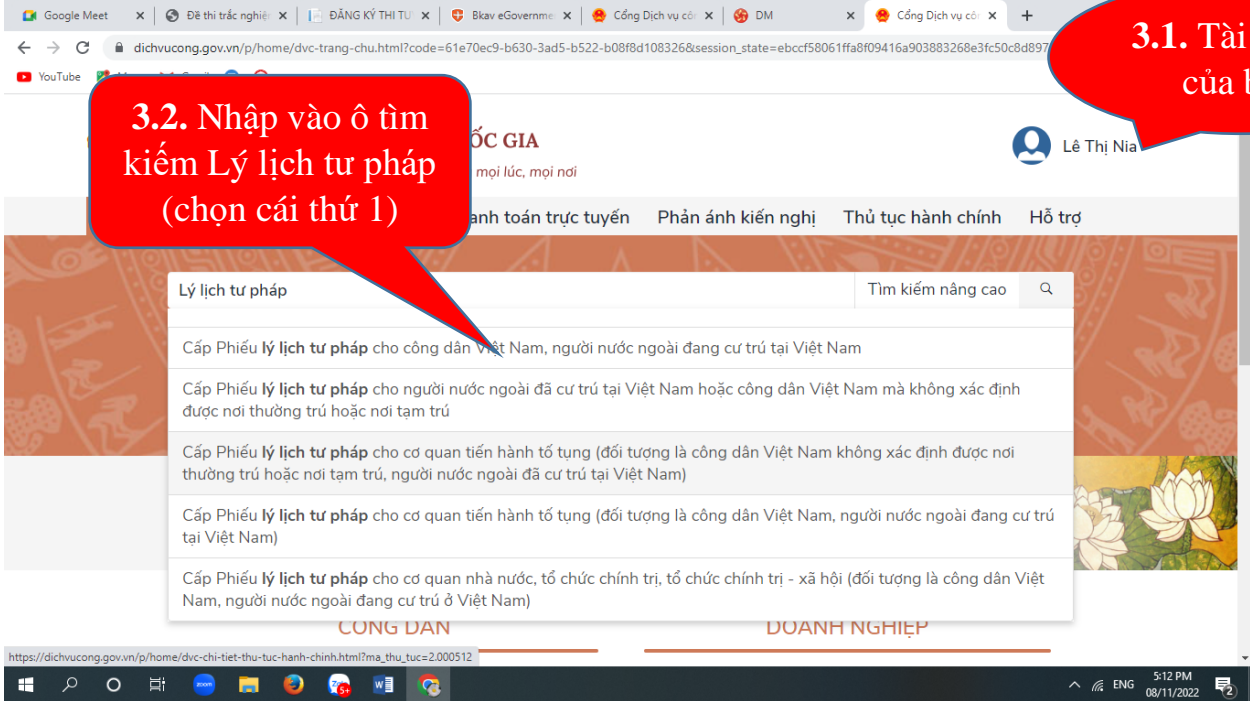 Google Meet
Đề thi trắc nghiệ
ĐĂNG KÝ THI TU
Bkav eGovernme
Cổng Dịch vụ côn
DM
Cổng Dịch vụ côn
dichvucong.gov.vn/p/home/dvc-trang-chu.html?code=61e70ec9-b630-3ad5-b522-b08f8d108326&session_state=ebccf58061ffa8f09416a903883268e3fc50c8d897
3.1. Tài
của b
YouTube
3.2. Nhập vào ô tìm
kiếm Lý lịch tư pháp
(chọn cái thứ 1)
ỐC GIA
mọi lúc, mọi nơi
Lê Thị Nia
anh toán trực tuyến
Phản ánh kiến nghị
Thủ tục hành chính
Hỗ trợ
Lý lịch tư pháp
Tìm kiếm nâng cao
Cấp Phiếu lý lịch tư pháp cho công dân Việt Nam, người nước ngoài đang cư trú tại Việt Nam
Cấp Phiếu lý lịch tư pháp cho người nước ngoài đã cư trú tại Việt Nam hoặc công dân Việt Nam mà không xác định
được nơi thường trú hoặc nơi tạm trú
Cấp Phiếu lý lịch tư pháp cho cơ quan tiến hành tố tụng (đối tượng là công dân Việt Nam không xác định được nơi
thường trú hoặc nơi tạm trú, người nước ngoài đã cư trú tại Việt Nam)
Cấp Phiếu lý lịch tư pháp cho cơ quan tiến hành tố tụng (đối tượng là công dân Việt Nam, người nước ngoài đang cư trú
tại Việt Nam)
Cấp Phiếu lý lịch tư pháp cho cơ quan nhà nước, tổ chức chính trị, tổ chức chính trị - xã hội (đối tượng là công dân Việt
Nam, người nước ngoài đang cư trú ở Việt Nam)
CÔNG DÂN
DOANH NGHIỆP
https://dichvucong.gov.vn/p/home/dvc-chi-tiet-thu-tuc-hanh-chinh.html?ma_thu_tuc=2.000512
zoom
5+
ENG
5:12 PM
08/11/2022
2